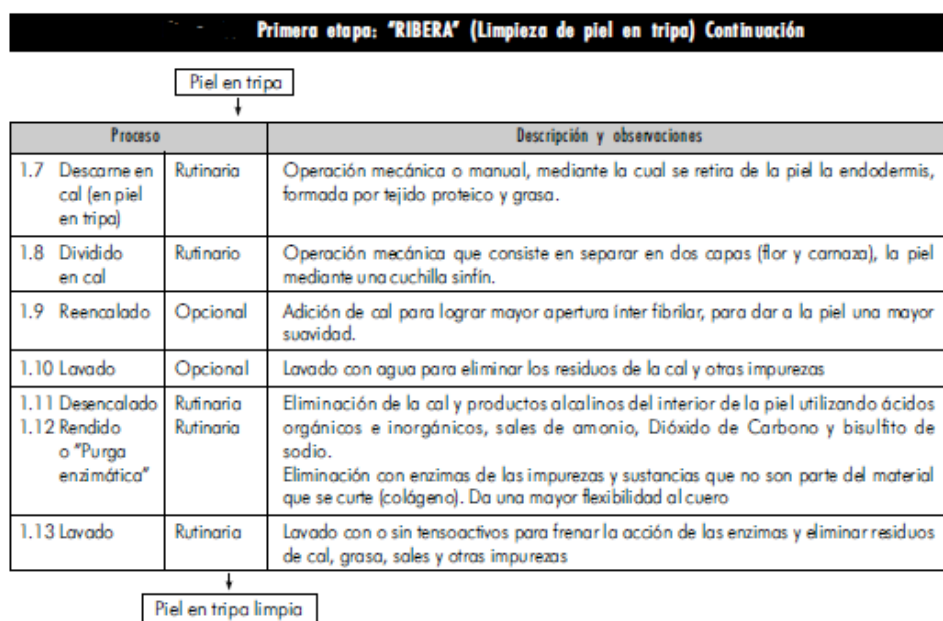 Primera etapa: "RIBERA" (Limpieza de piel en tripa) Continuación
Piel en tripa
Proceso Descripción y observaciones
1.7 Descarne en cal (en piel en tripa) Rutinaria Operación mecánica o manual, mediante la cual se retira de la piel la endodermis,
formada por tejido proteico y grasa.
1.8 Dividido en cal Rutinario Operación mecánica que consiste en separar en dos capas (flor y carnaza), la piel
mediante una cuchilla sinfín.
1.9 Reencalado Opcional Adición de cal para lograr mayor apertura ínter fibrilar, para dar a la piel una mayor
suavidad.
1.10 Lavado Opcional Lavado con agua para eliminar los residuos de la cal y otras impurezas
1.11 Desencalado Rutinaria Eliminación de la cal y productos alcalinos del interior de la piel utilizando ácidos
1.12 Rendido o "Purga enzimática" Rutinaria orgánicos e inorgánicos, sales de amonio, Dióxido de Carbono y bisulfito de
sodio.
Eliminación con enzimas de las impurezas y sustancias que no son parte del material
que se curte (colágeno). Da una mayor flexibilidad al cuero
1.13 Lavado Rutinaria Lavado con o sin tensoactivos para frenar la acción de las enzimas y eliminar residuos
de cal, grasa, sales y otras impurezas
Piel en tripa limpia